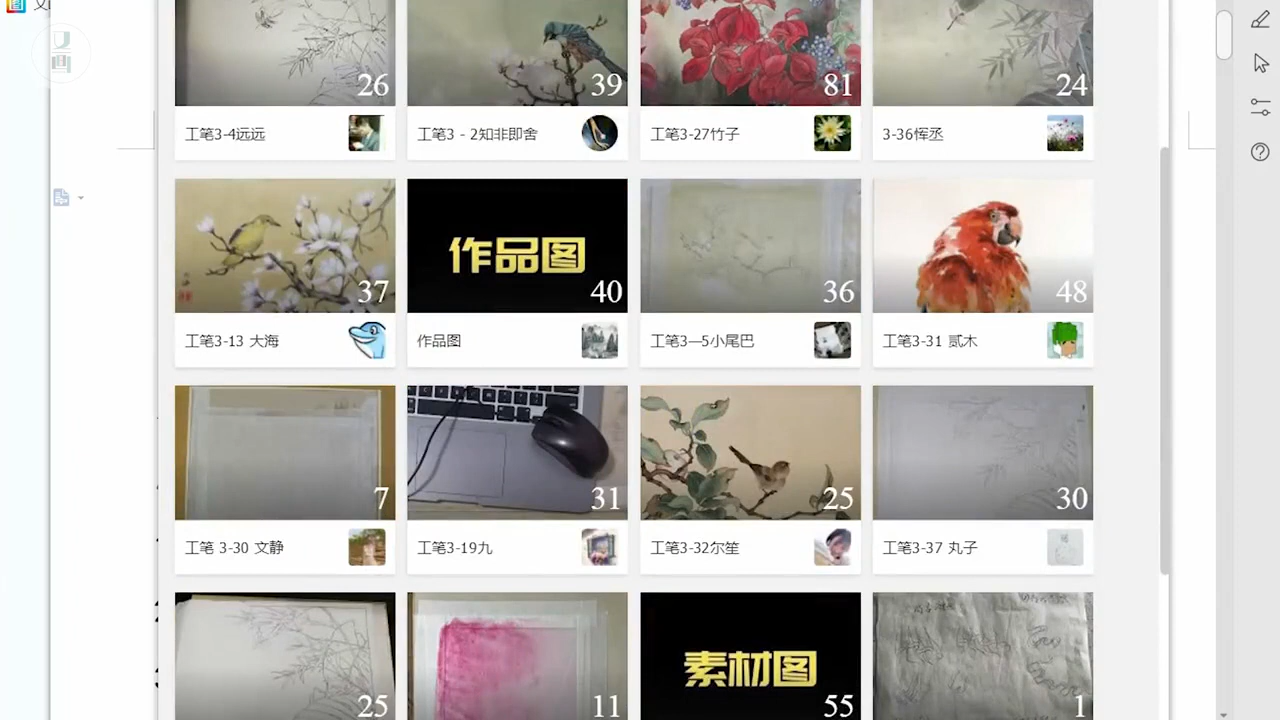 26
39
81
24
工笔3-4远远
工笔3 - 2知非即舍
工笔3-27竹子
3-36恽丞
37
作品图
40
36
48
工笔3-13 大海
作品图
工笔3—5小尾巴
工笔3-31 贰木
7
31
25
30
工笔 3-30 文静
工笔3-19九
工笔3-32尔笙
工笔3-37 丸子
25
11
素材图
55
1